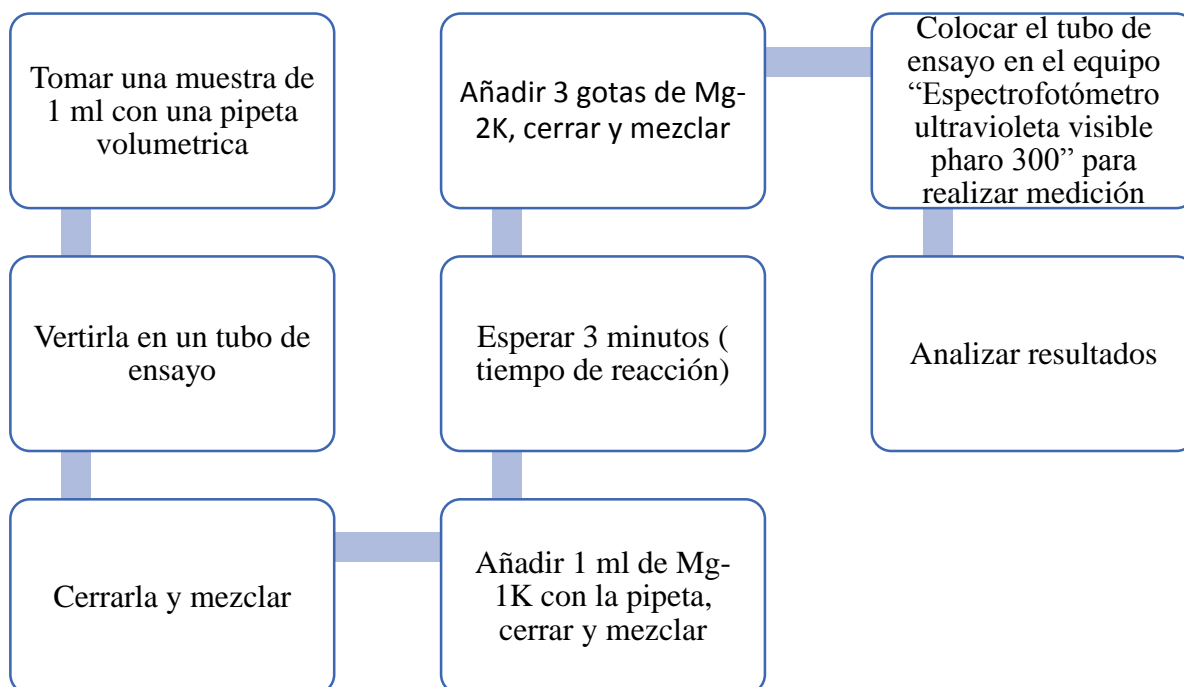 Tomar una muestra de
1 ml con una pipeta
volumetrica
Vertirla en un tubo de
ensayo
Cerrarla y mezclar
Añadir 1 ml de Mg-
1K con la pipeta,
cerrar y mezclar
Esperar 3 minutos (
tiempo de reacción)
Añadir 3 gotas de Mg-
2K, cerrar y mezclar
Colocar el tubo de
ensayo en el equipo
“Espectrofotómetro
ultravioleta visible
pharo 300” para
realizar medición
Analizar resultados